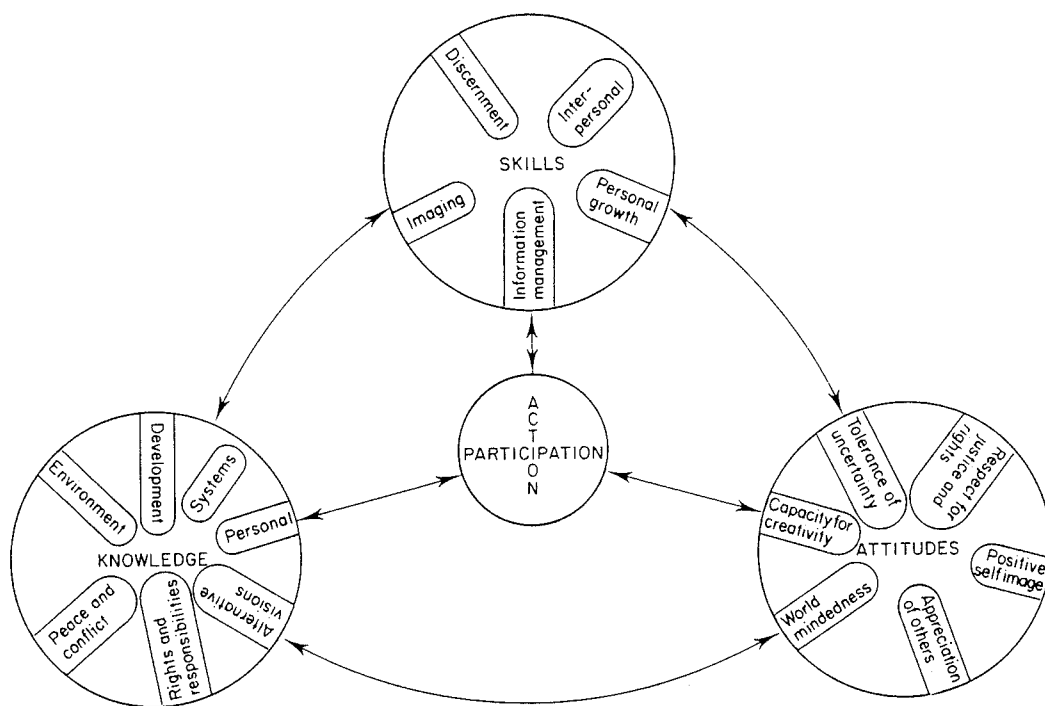 Discernment
Inter-
personal
SKILLS
Imaging
Information
management
Personal
growth
ACTION
PARTICIPATION
Environment
Development
Systems
Personal
KNOWLEDGE
Peace and
conflict
Rights and
responsibilities
Alternative
visions
Tolerance of
uncertainty
Respect for
justice and
rights
Capacity for
creativity
ATTITUDES
Positive
self image
World
mindedness
Appreciation
of others